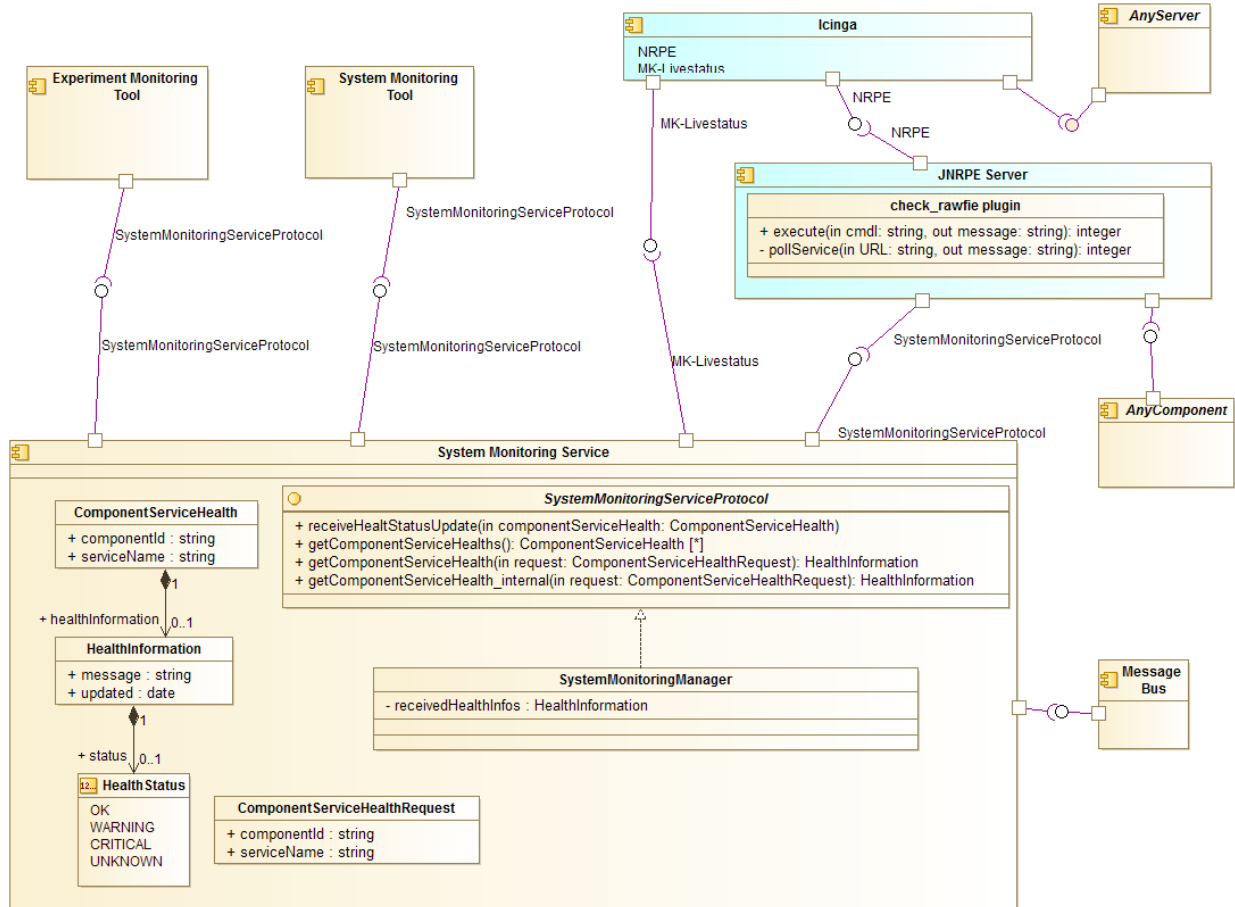 Icinga
NRPE
MK-Livestatus
AnyServer
Experiment Monitoring
Tool
System Monitoring
Tool
NRPE
MK-Livestatus
NRPE
JNRPE Server
check_rawfie plugin
+ execute(in cmdl: string, out message: string): integer
- pollService(in URL: string, out message: string): integer
SystemMonitoringServiceProtocol
SystemMonitoringServiceProtocol
SystemMonitoringServiceProtocol
SystemMonitoringServiceProtocol
SystemMonitoringServiceProtocol
MK-Livestatus
SystemMonitoringServiceProtocol
AnyComponent
System Monitoring Service
ComponentServiceHealth
+ componentId : string
+ serviceName : string
1
+ healthInformation
0..1
HealthInformation
+ message : string
+ updated : date
1
+ status
0..1
12...
HealthStatus
OK
WARNING
CRITICAL
UNKNOWN
SystemMonitoringServiceProtocol
+ receiveHealtStatusUpdate(in componentServiceHealth: ComponentServiceHealth)
+ getComponentServiceHealths(): ComponentServiceHealth [*]
+ getComponentServiceHealth(in request: ComponentServiceHealthRequest): HealthInformation
+ getComponentServiceHealth_internal(in request: ComponentServiceHealthRequest): HealthInformation
SystemMonitoringManager
- receivedHealthInfos : HealthInformation
ComponentServiceHealthRequest
+ componentId : string
+ serviceName : string
Message
Bus